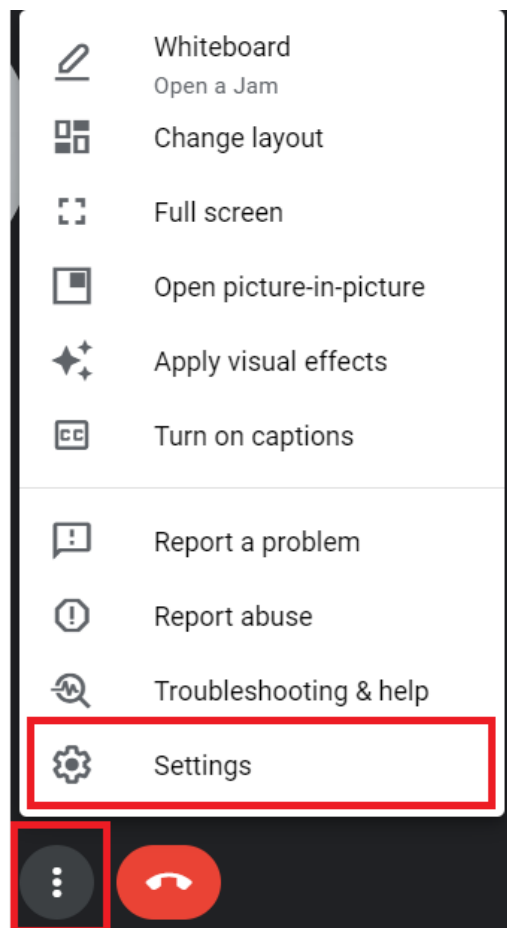 Whiteboard
Open a Jam
Change layout
Full screen
Open picture-in-picture
Apply visual effects
CC
Turn on captions
Report a problem
Report abuse
Troubleshooting & help
Settings